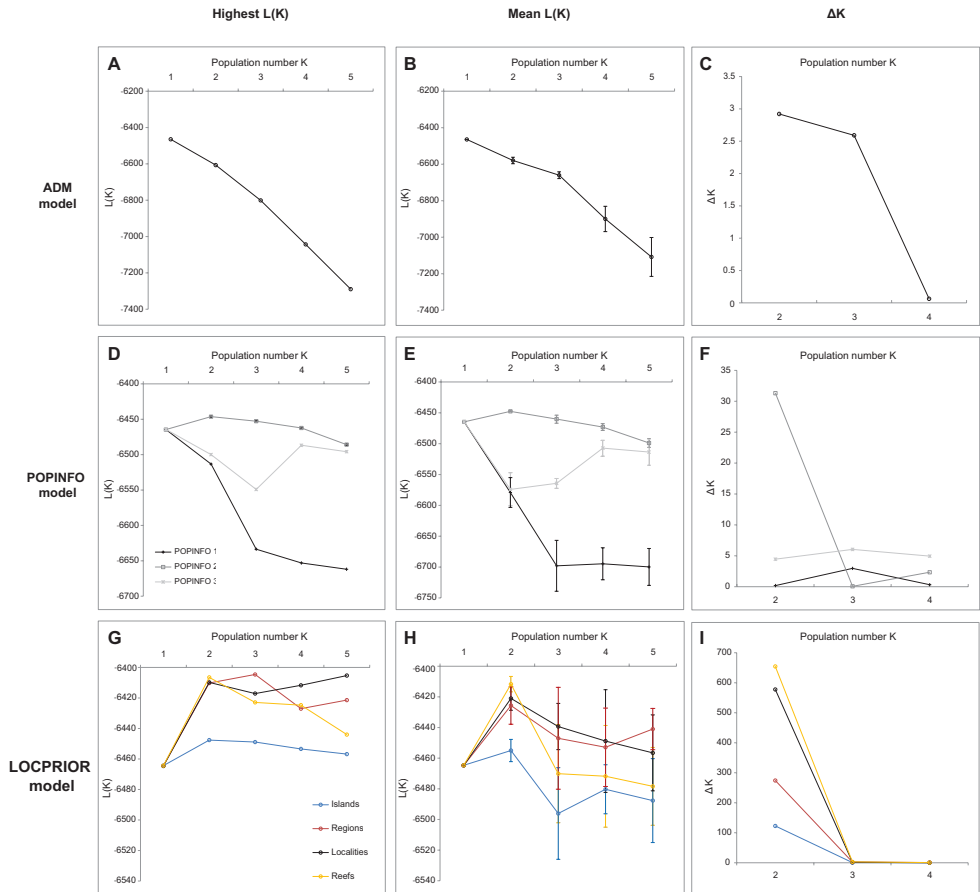 Highest L(K)
Mean L(K)
ΔK
ADM
model
A
Population number K
1 2 3 4 5
-6200
-6400
-6600
-6800
-7000
-7200
-7400
L(K)
B
Population number K
1 2 3 4 5
-6200
-6400
-6600
-6800
-7000
-7200
-7400
L(K)
C
Population number K
3.5
3
2.5
2
1.5
1
0.5
0
ΔK
2 3 4
POPINFO
model
D
Population number K
1 2 3 4 5
-6400
-6450
-6500
-6550
-6600
-6650
-6700
L(K)
POPINFO 1
POPINFO 2
POPINFO 3
E
Population number K
1 2 3 4 5
-6400
-6450
-6500
-6550
-6600
-6650
-6700
-6750
L(K)
F
Population number K
35
30
25
20
15
10
5
0
ΔK
2 3 4
LOCPRIOR
model
G
Population number K
1 2 3 4 5
-6400
-6420
-6440
-6460
-6480
-6500
-6520
-6540
L(K)
Islands
Regions
Localities
Reefs
H
Population number K
1 2 3 4 5
-6400
-6420
-6440
-6460
-6480
-6500
-6520
-6540
L(K)
I
Population number K
700
600
500
400
300
200
100
0
ΔK
2 3 4